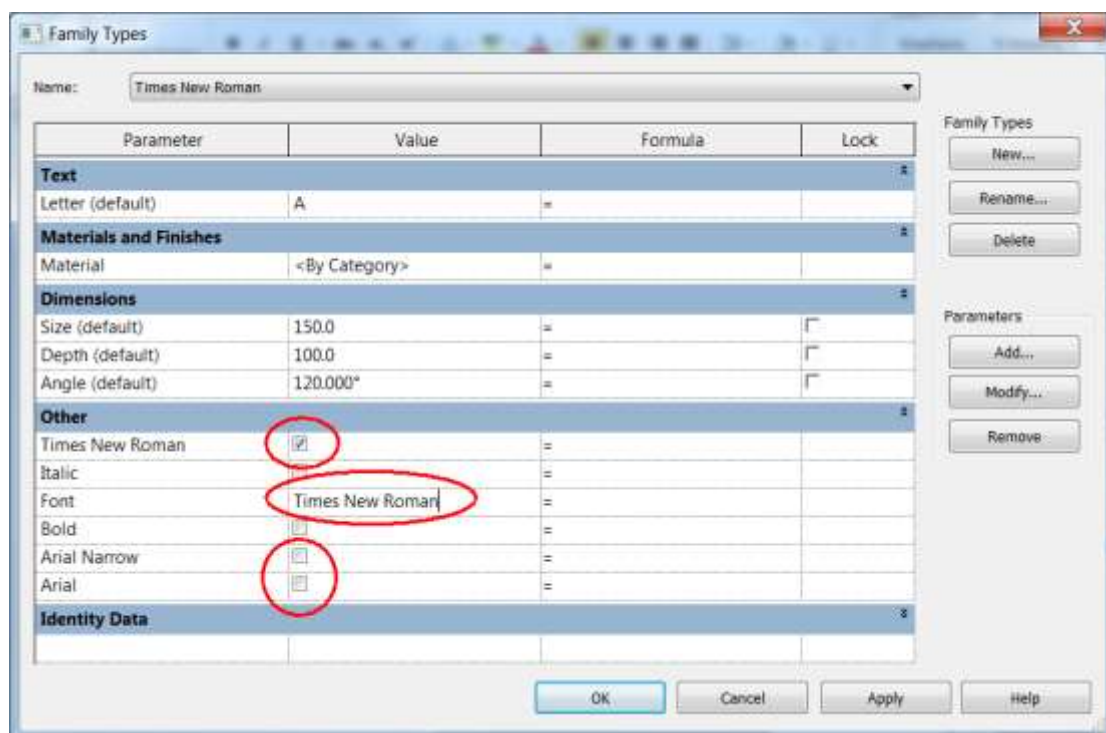 Family Types
Name: Times New Roman
Parameter Value Formula Lock
Text
Letter (default) A =
Materials and Finishes
Material <By Category> =
Dimensions
Size (default) 150.0 =
Depth (default) 100.0 =
Angle (default) 120.000° =
Other
Times New Roman =
Italic =
Font Times New Roman =
Bold =
Arial Narrow =
Arial =
Identity Data
Family Types
New...
Rename...
Delete
Parameters
Add...
Modify...
Remove
OK Cancel Apply Help